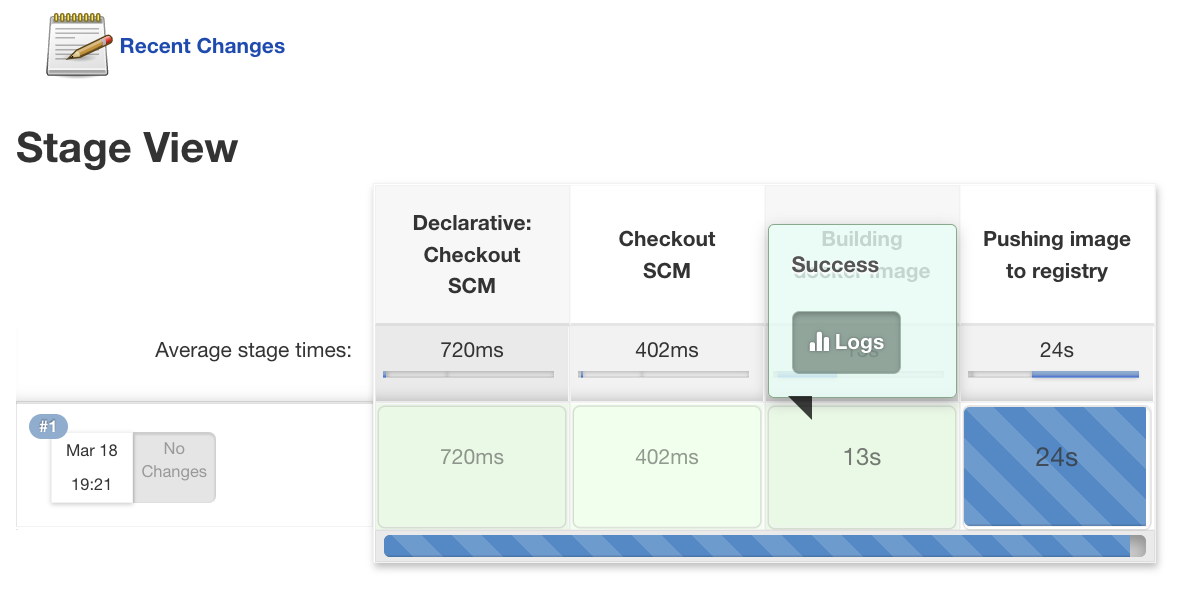 Recent Changes
Stage View
Declarative:
Checkout
SCM
Checkout
SCM
Building
docker image
Success
Logs
Pushing image
to registry
Average stage times:
720ms
402ms
13s
24s
#1
Mar 18
19:21
No
Changes
720ms
402ms
13s
24s